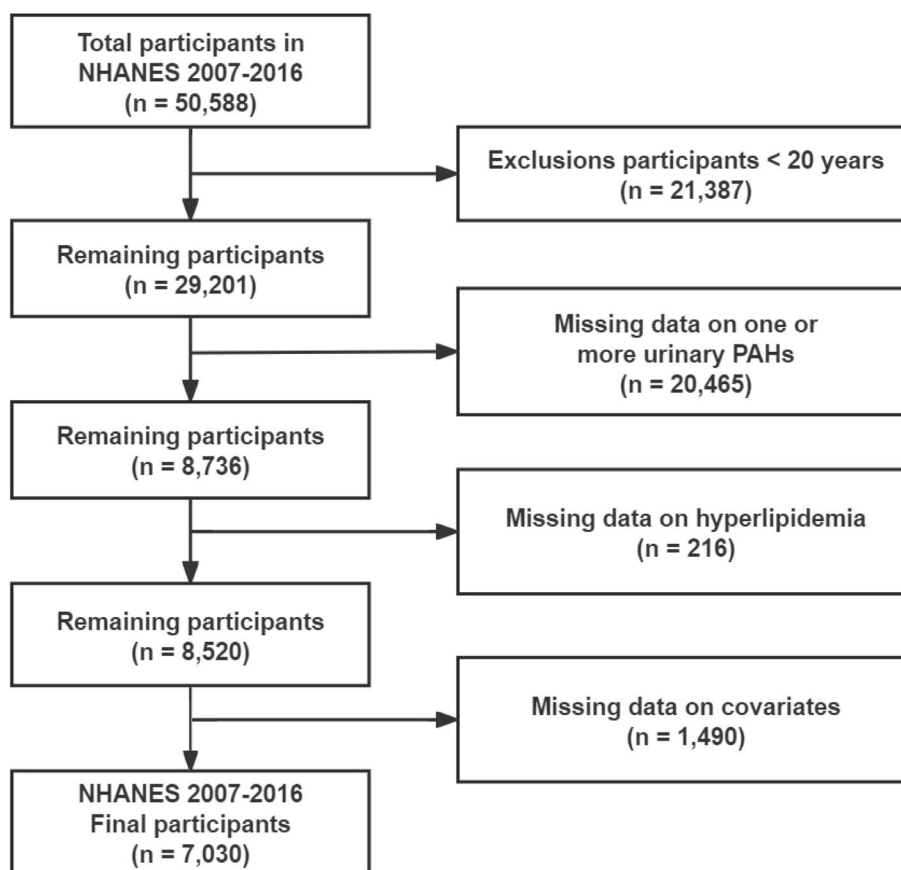 Total participants in
NHANES 2007-2016
(n = 50,588)
Exclusions participants < 20 years
(n = 21,387)
Remaining participants
(n = 29,201)
Missing data on one or
more urinary PAHs
(n = 20,465)
Remaining participants
(n = 8,736)
Missing data on hyperlipidemia
(n = 216)
Remaining participants
(n = 8,520)
Missing data on covariates
(n = 1,490)
NHANES 2007-2016
Final participants
(n = 7,030)